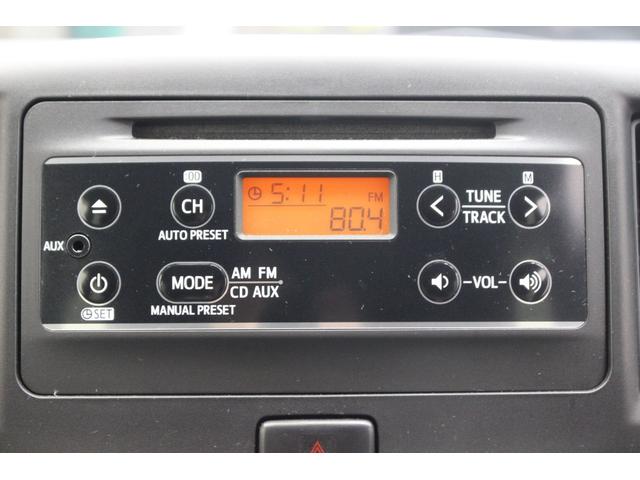 :00
CH
AUTO PRESET
5:11
FM
80.4
H
M
TUNE
TRACK
AUX
MODE
AM FM
CD AUX
MANUAL PRESET
SET
VOL